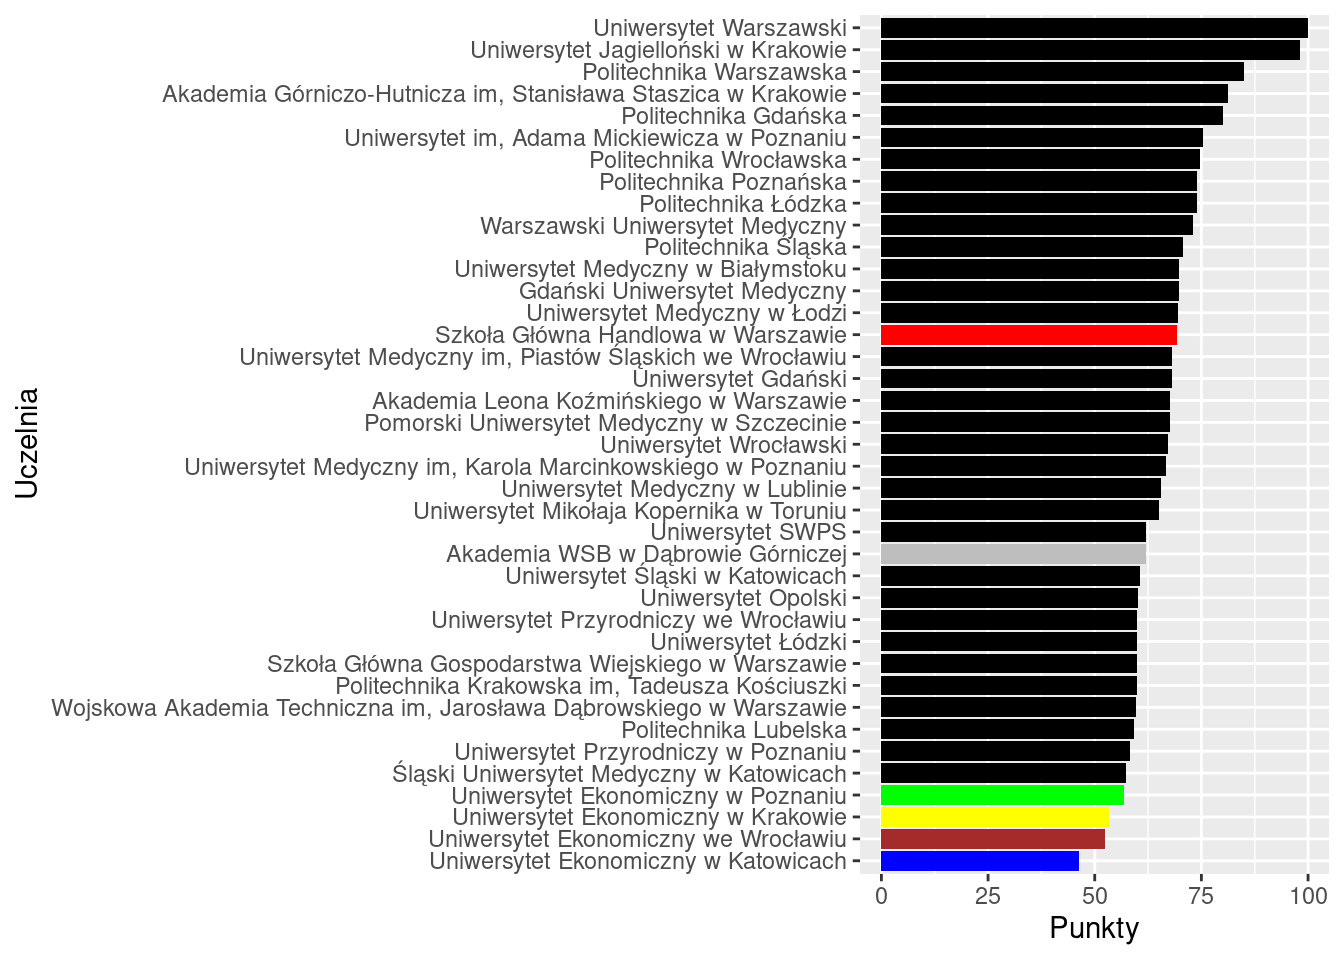 Uczelnia
Uniwersytet Warszawski
Uniwersytet Jagielloński w Krakowie
Politechnika Warszawska
Akademia Górniczo-Hutnicza im, Stanisława Staszica w Krakowie
Politechnika Gdańska
Uniwersytet im, Adama Mickiewicza w Poznaniu
Politechnika Wrocławska
Politechnika Poznańska
Politechnika Łódzka
Warszawski Uniwersytet Medyczny
Politechnika Śląska
Uniwersytet Medyczny w Białymstoku
Gdański Uniwersytet Medyczny
Uniwersytet Medyczny w Łodzi
Szkoła Główna Handlowa w Warszawie
Uniwersytet Medyczny im, Piastów Śląskich we Wrocławiu
Uniwersytet Gdański
Akademia Leona Koźmińskiego w Warszawie
Pomorski Uniwersytet Medyczny w Szczecinie
Uniwersytet Wrocławski
Uniwersytet Medyczny im, Karola Marcinkowskiego w Poznaniu
Uniwersytet Medyczny w Lublinie
Uniwersytet Mikołaja Kopernika w Toruniu
Uniwersytet SWPS
Akademia WSB w Dąbrowie Górniczej
Uniwersytet Śląski w Katowicach
Uniwersytet Opolski
Uniwersytet Przyrodniczy we Wrocławiu
Uniwersytet Łódzki
Szkoła Główna Gospodarstwa Wiejskiego w Warszawie
Politechnika Krakowska im, Tadeusza Kościuszki
Wojskowa Akademia Techniczna im, Jarosława Dąbrowskiego w Warszawie
Politechnika Lubelska
Uniwersytet Przyrodniczy w Poznaniu
Śląski Uniwersytet Medyczny w Katowicach
Uniwersytet Ekonomiczny w Poznaniu
Uniwersytet Ekonomiczny w Krakowie
Uniwersytet Ekonomiczny we Wrocławiu
Uniwersytet Ekonomiczny w Katowicach
0 25 50 75 100
Punkty